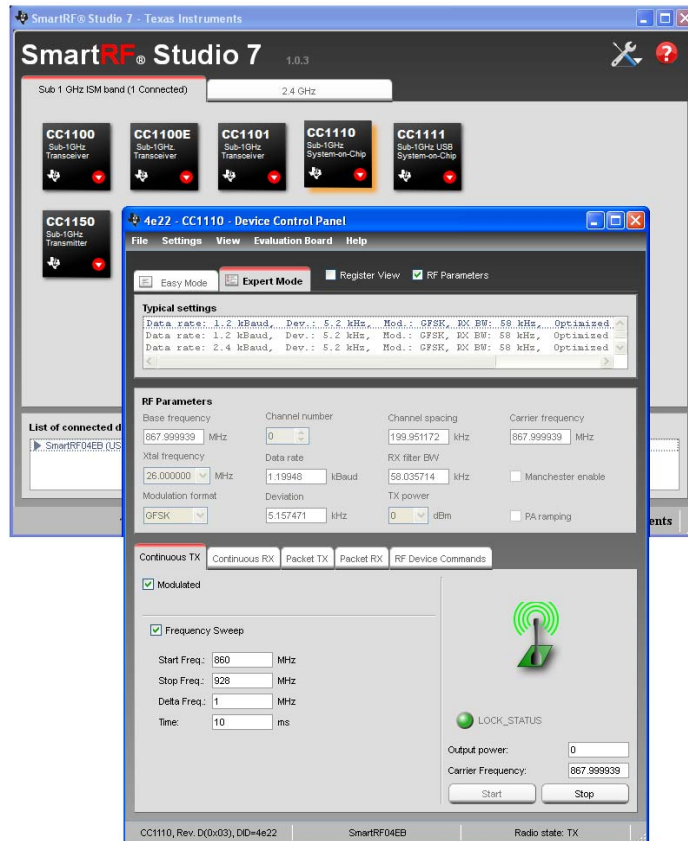 SmartRF® Studio 7 - Texas Instruments
SmartRF® Studio 7 1.0.3
Sub 1 GHz ISM band (1 Connected) 2.4 GHz
CC1100
Sub-1GHz
Transceiver
CC1100E
Sub-1GHz.
Transceiver
CC1101
Sub-1GHz
Transceiver
CC1110
Sub-1GHz
System-on-Chip
CC1111
Sub-1GHz USB
System-on-Chip
CC1150
Sub-1GHz
Transmitter
List of connected d
SmartRF04EB (US
ents
4e22 - CC1110 - Device Control Panel
File Settings View Evaluation Board Help
Easy Mode Expert Mode Register View RF Parameters
Typical settings
Data rate: 1.2 kBaud, Dev.: 5.2 kHz, Mod.: GFSK, RX BW: 58 kHz, Optimized
Data rate: 1.2 kBaud, Dev.: 5.2 kHz, Mod.: GFSK, RX BW: 58 kHz, Optimized
Data rate: 2.4 kBaud, Dev.: 5.2 kHz, Mod.: GFSK, RX BW: 58 kHz, Optimized
RF Parameters
Base frequency Channel number Channel spacing Carrier frequency
867.999939 MHz 0 199.951172 kHz 867.999939 MHz
Xtal frequency Data rate RX filter BW
26.000000 MHz 1.19948 kBaud 58.035714 kHz Manchester enable
Modulation format Deviation TX power
GFSK 5.157471 kHz 0 dBm PA ramping
Continuous TX Continuous RX Packet TX Packet RX RF Device Commands
Modulated
Frequency Sweep
Start Freq.: 860 MHz
Stop Freq.: 928 MHz
Delta Freq.: 1 MHz
Time: 10 ms
LOCK_STATUS
Output power: 0
Carrier Frequency: 867.999939
Start Stop
CC1110, Rev. D(0x03), DID=4e22 SmartRF04EB Radio state: TX